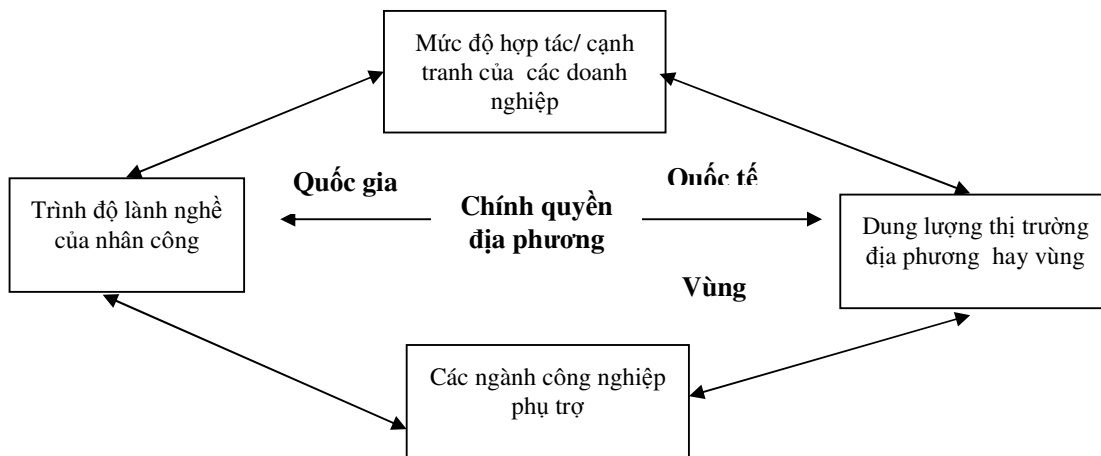 Mức độ hợp tác/ cạnh
tranh của các doanh
nghiệp
Quốc gia
Quốc tế
Trình độ lành nghề
của nhân công
Chính quyền
địa phương
Dung lượng thị trường
địa phương hay vùng
Vùng
Các ngành công nghiệp
phụ trợ